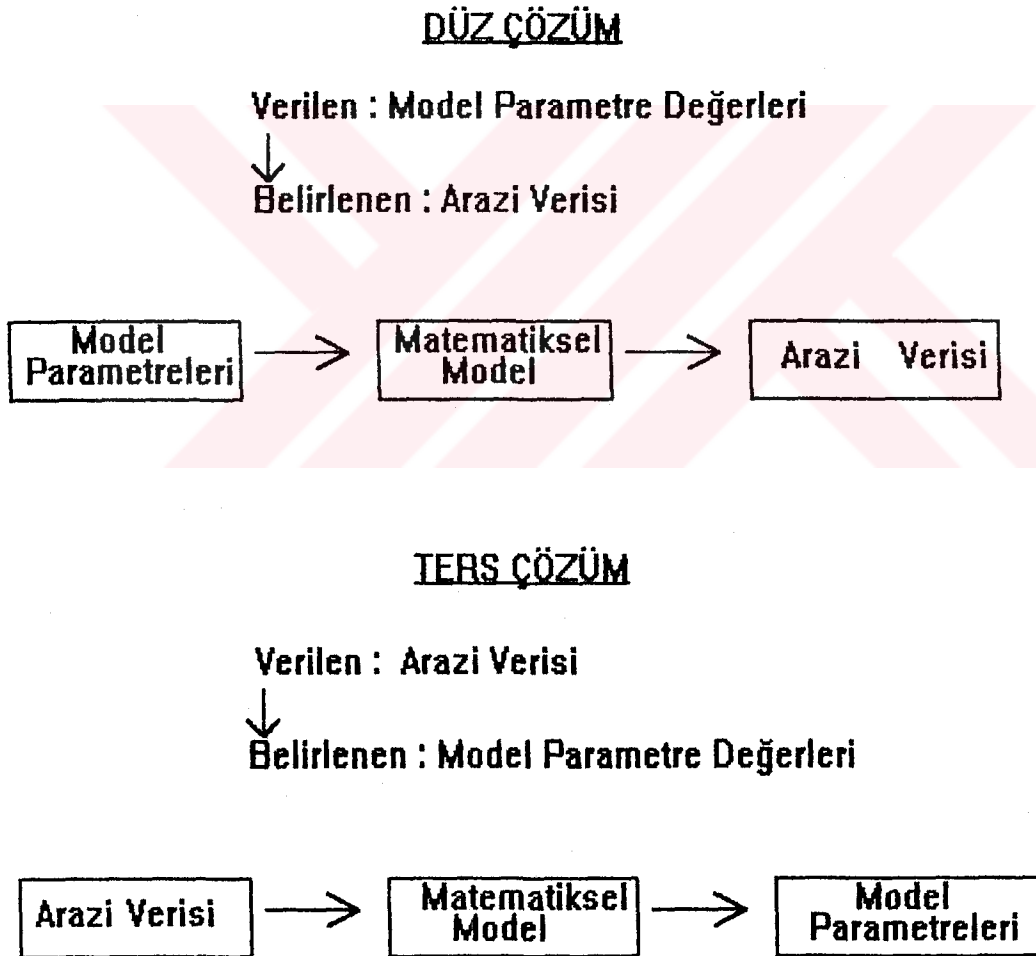 DÜZ ÇÖZÜM
Verilen : Model Parametre Değerleri
Belirlenen : Arazi Verisi
Model Parametreleri
Matematiksel Model
Arazi Verisi
TERS ÇÖZÜM
Verilen : Arazi Verisi
Belirlenen : Model Parametre Değerleri
Arazi Verisi
Matematiksel Model
Model Parametreleri